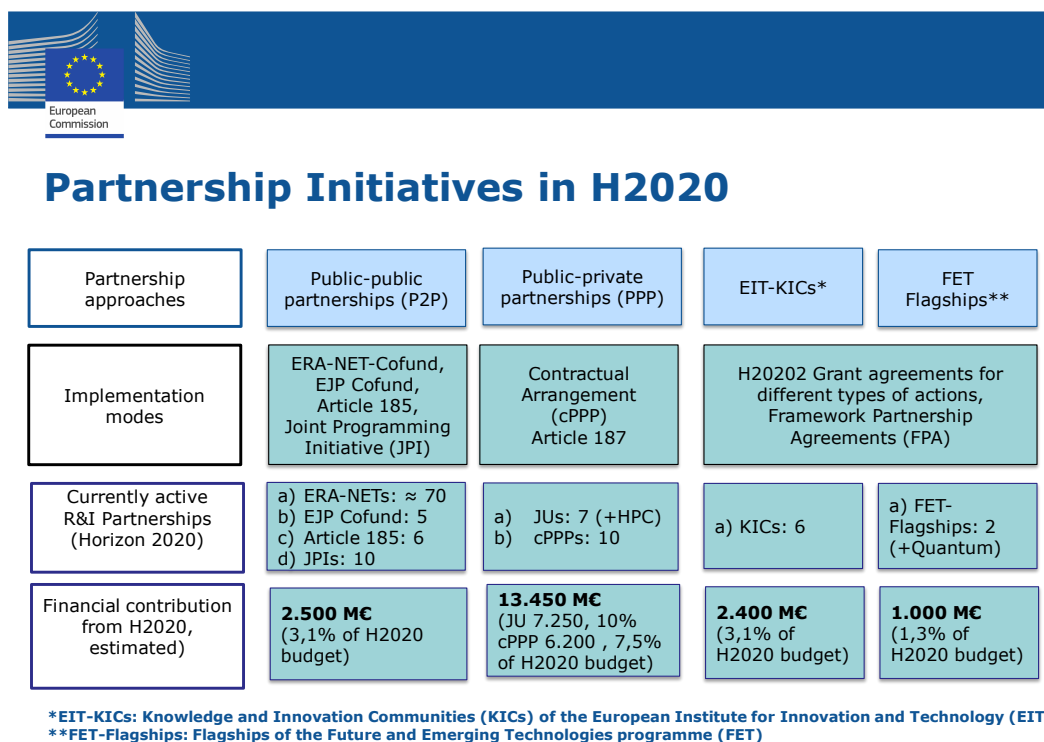 European
Commission
Partnership Initiatives in H2020
Partnership
approaches
Public-public
partnerships (P2P)
Public-private
partnerships (PPP)
EIT-KICs*
FET
Flagships**
Implementation
modes
ERA-NET-Cofund,
EJP Cofund,
Article 185,
Joint Programming
Initiative (JPI)
Contractual
Arrangement
(cPPP)
Article 187
H20202 Grant agreements for
different types of actions,
Framework Partnership
Agreements (FPA)
Currently active
R&I Partnerships
(Horizon 2020)
a) ERA-NETs: ≈ 70
b) EJP Cofund: 5
c) Article 185: 6
d) JPIs: 10
a) JUs: 7 (+HPC)
b) cPPPs: 10
a) KICs: 6
a) FET-
Flagships: 2
(+Quantum)
Financial contribution
from H2020,
estimated)
2.500 M€
(3,1% of H2020
budget)
13.450 M€
(JU 7.250, 10%
cPPP 6.200 , 7,5%
of H2020 budget)
2.400 M€
(3,1% of
H2020 budget)
1.000 M€
(1,3% of
H2020 budget)
*EIT-KICs: Knowledge and Innovation Communities (KICs) of the European Institute for Innovation and Technology (EIT
**FET-Flagships: Flagships of the Future and Emerging Technologies programme (FET)